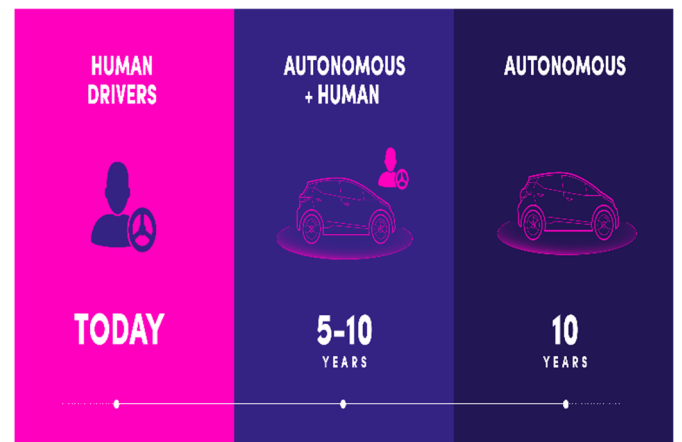 HUMAN
DRIVERS
TODAY
AUTONOMOUS
+ HUMAN
5-10
YEARS
AUTONOMOUS
10
YEARS